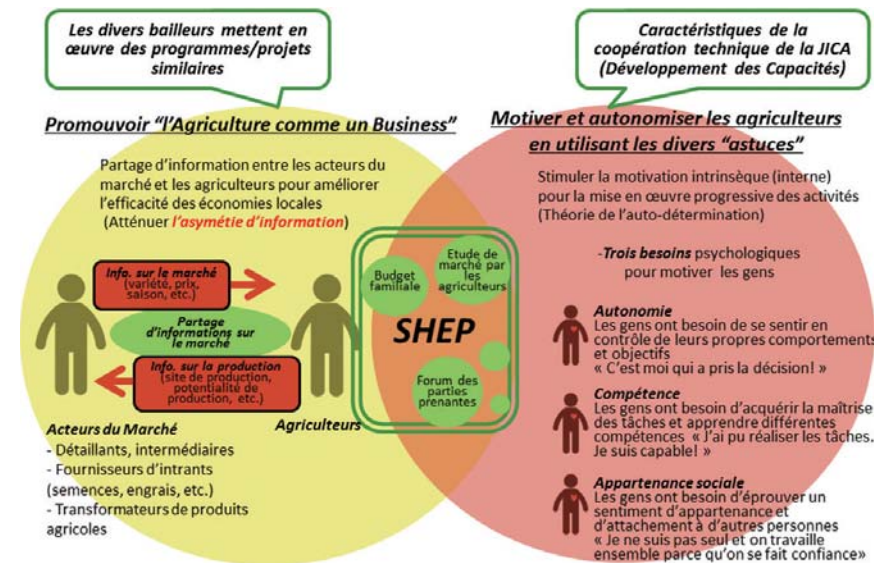 Les divers bailleurs mettent en
œuvre des programmes/projets
similaires
Caractéristiques de la
coopération technique de la JICA
(Développement des Capacités)
Promouvoir “l’Agriculture comme un Business”
Partage d’information entre les acteurs du
marché et les agriculteurs pour améliorer
l’efficacité des économies locales
(Atténuer l’asymétie d’information)
Info. sur le marché
(variété, prix,
saison, etc.)
Partage
d’informations sur
le marché
Info. sur la production
(site de production,
potentialité de
production, etc.)
Acteurs du Marché
- Détaillants, intermédiaires
- Fournisseurs d’intrants
(semences, engrais, etc.)
- Transformateurs de produits
agricoles
Agriculteurs
Budget
familiale
Etude de
marché par
les
agriculteurs
SHEP
Forum des
parties
prenantes
Motiver et autonomiser les agriculteurs
en utilisant les divers “astuces”
Stimuler la motivation intrinsèque (interne)
pour la mise en œuvre progressive des activités
(Théorie de l’auto-détermination)
-Trois besoins psychologiques
pour motiver les gens
Autonomie
Les gens ont besoin de se sentir en
contrôle de leurs propres comportements
et objectifs
« C’est moi qui a pris la décision! »
Compétence
Les gens ont besoin d’acquérir la maîtrise
des tâches et apprendre différentes
compétences « J’ai pu réaliser les tâches.
Je suis capable! »
Appartenance sociale
Les gens ont besoin d’éprouver un
sentiment d’appartenance et
d’attachement à d’autres personnes
« Je ne suis pas seul et on travaille
ensemble parce qu’on se fait confiance»